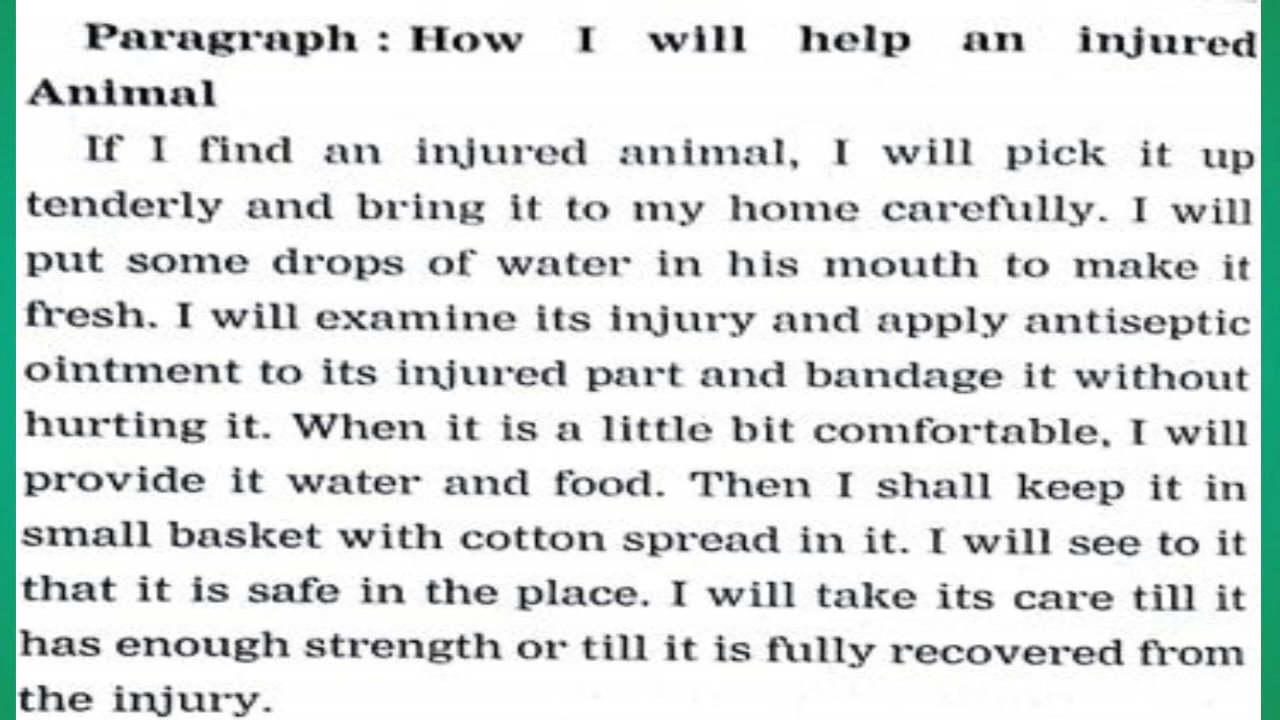 Paragraph : How I will help an injured
Animal
If I find an injured animal, I will pick it up
tenderly and bring it to my home carefully. I will
put some drops of water in his mouth to make it
fresh. I will examine its injury and apply antiseptic
ointment to its injured part and bandage it without
hurting it. When it is a little bit comfortable, I will
provide it water and food. Then I shall keep it in
small basket with cotton spread in it. I will see to it
that it is safe in the place. I will take its care till it
has enough strength or till it is fully recovered from
the injury.